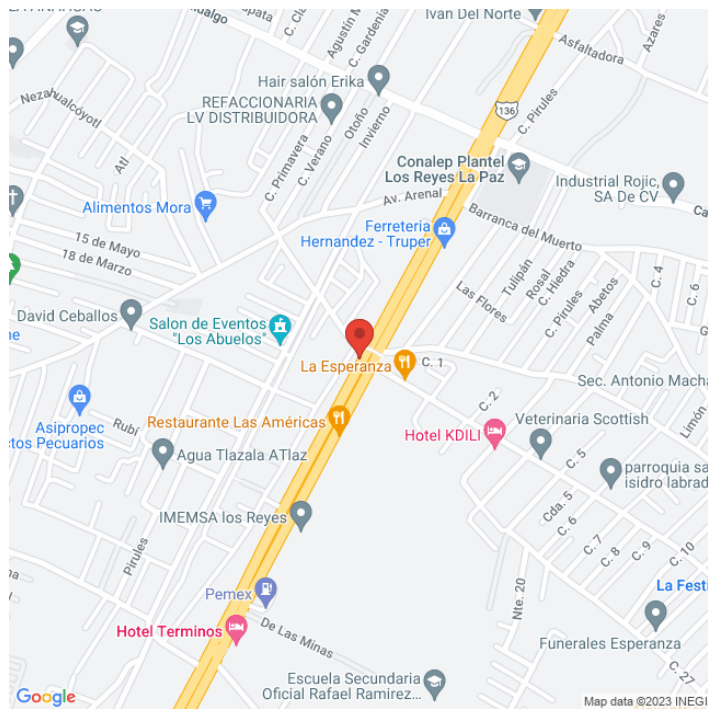 Hidalgo
Zapata
C. Gardenia
Agustín M
Ivan Del Norte
Asfaltadora
Azares
Hair salón Erika
REFACCIONARIA
LV DISTRIBUIDORA
Nezahualcóyotl
Atl
C. Primavera
C. Verano
Otoño
Invierno
136
C. Pirules
Conalep Plantel
Los Reyes La Paz
Industrial Rojic,
SA De CV
Alimentos Mora
Av. Arenal
Ferreteria
Hernandez - Truper
Barranca del Muerto
15 de Mayo
18 de Marzo
Las Flores
Tulipán
Rosal
C. Hiedra
C. Pirules
Abetos
Palma
C. 4
C. 6
David Ceballos
Salon de Eventos
"Los Abuelos"
La Esperanza
C. 1
Sec. Antonio Macha
Asipropec
ctos Pecuarios
Rubí
Restaurante Las Américas
C. 2
Limón
Hotel KDILI
Veterinaria Scottish
Agua Tlazala ATlaz
C. 5
parroquia sa
isidro labrad
IMEMSA los Reyes
Cda. 5
C. 6
C. 7
C. 8
C. 9
C. 10
Pirules
Pemex
Nte. 20
La Festi
Hotel Terminos
De Las Minas
Funerales Esperanza
C. 27
Escuela Secundaria
Oficial Rafael Ramirez...
Google
Map data ©2023 INEGI